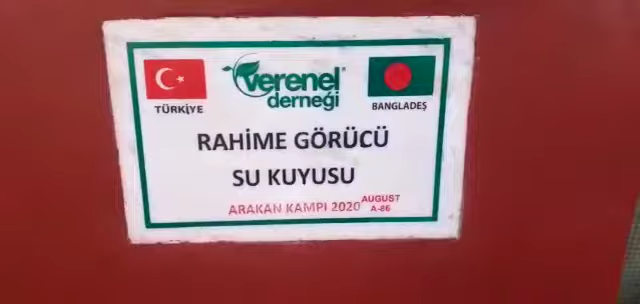 verenel
derneği
TÜRKİYE
BANGLADEŞ
RAHİME GÖRÜCÜ
SU KUYUSU
ARAKAN KAMPI 2020 AUGUST
A-86